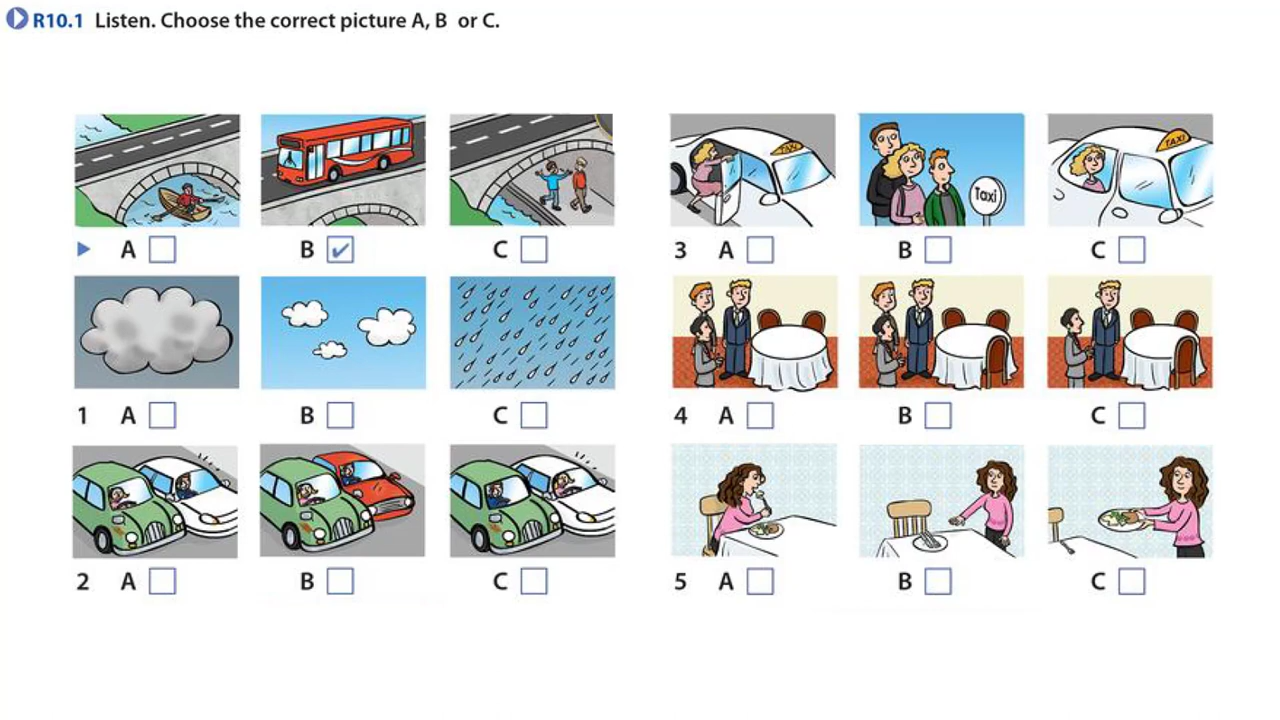 R10.1 Listen. Choose the correct picture A, B or C.
TAXI
Taxi
TAXI
A B C
3 A B C
1 A B C
4 A B C
2 A B C
5 A B C